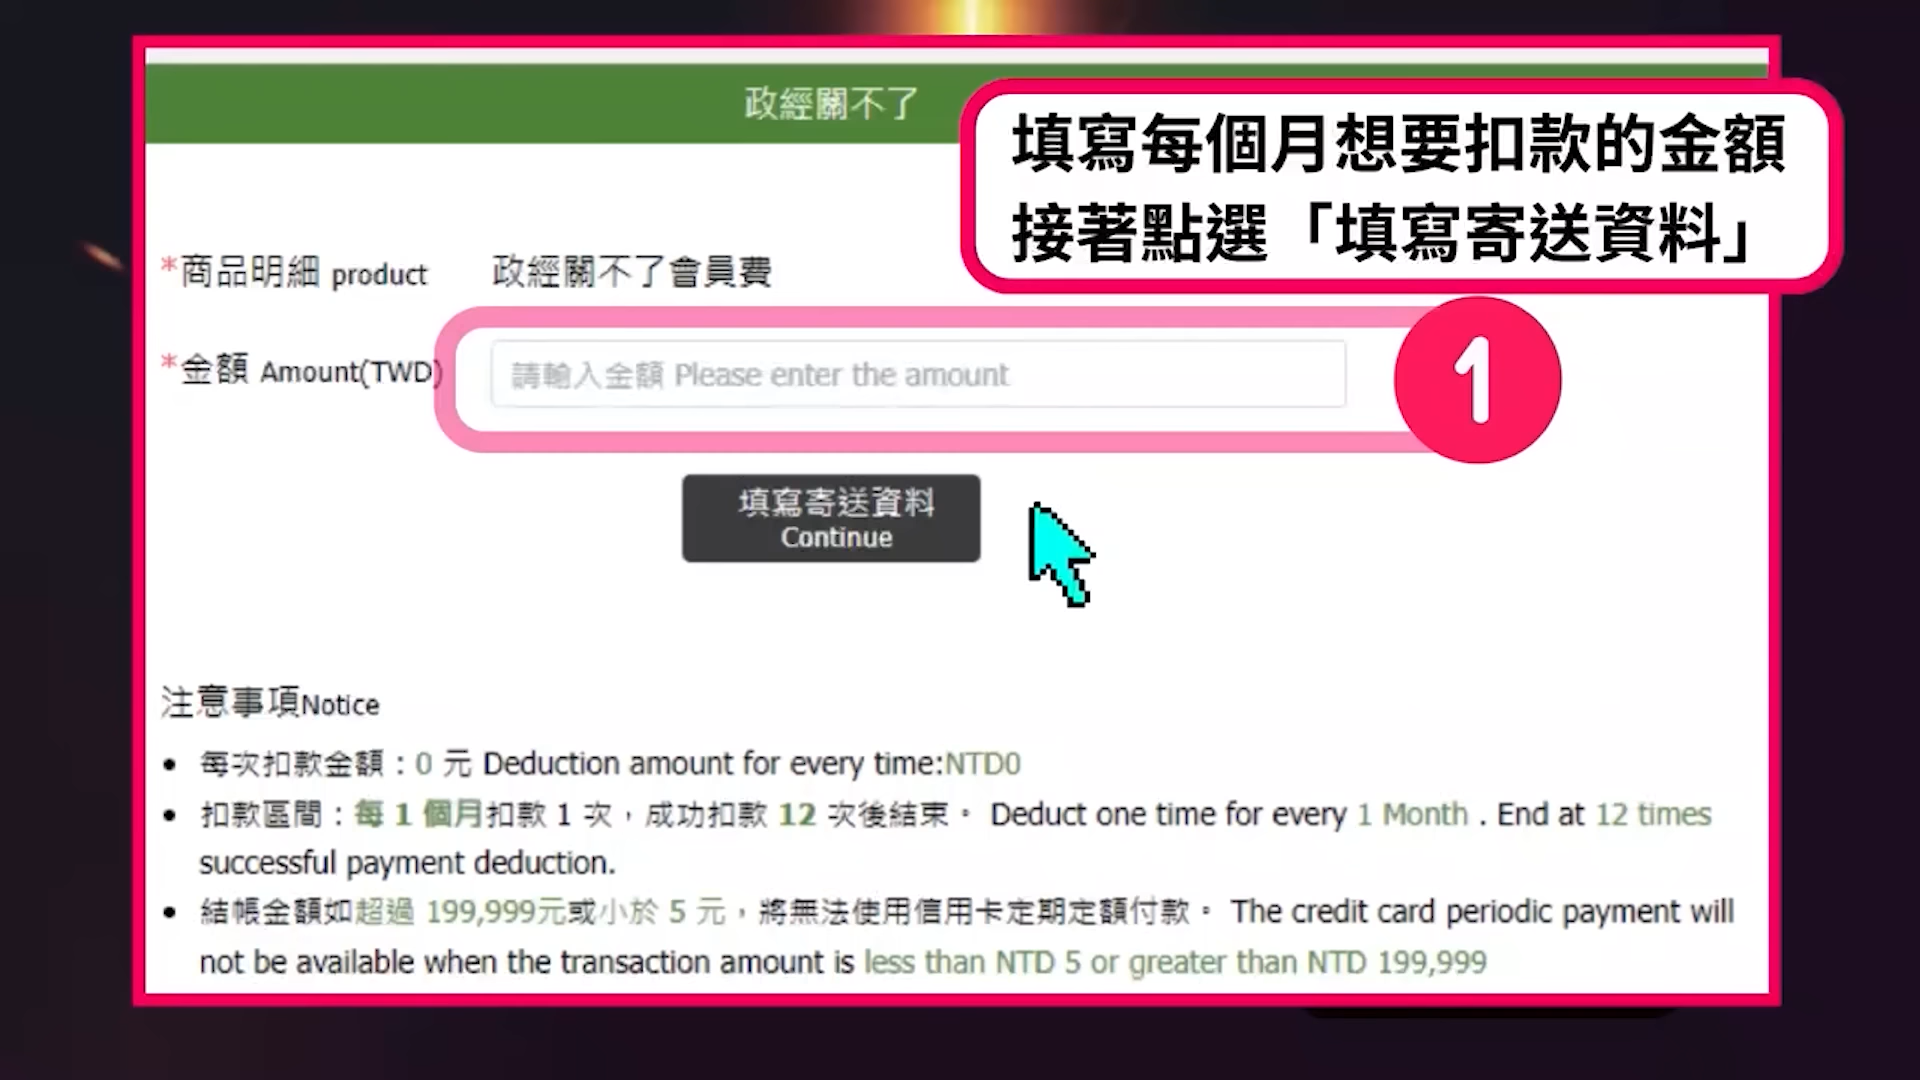 政經關不了
填寫每個月想要扣款的金額
接著點選「填寫寄送資料」
*商品明細 product 政經關不了會員費
*金額 Amount(TWD) 請輸入金額 Please enter the amount
1
填寫寄送資料
Continue
注意事項Notice
• 每次扣款金額：0 元 Deduction amount for every time:NTD0
• 扣款區間：每 1 個月扣款 1 次，成功扣款 12 次後結束。 Deduct one time for every 1 Month . End at 12 times
successful payment deduction.
• 結帳金額如超過 199,999元或小於 5 元，將無法使用信用卡定期定額付款。 The credit card periodic payment will
not be available when the transaction amount is less than NTD 5 or greater than NTD 199,999